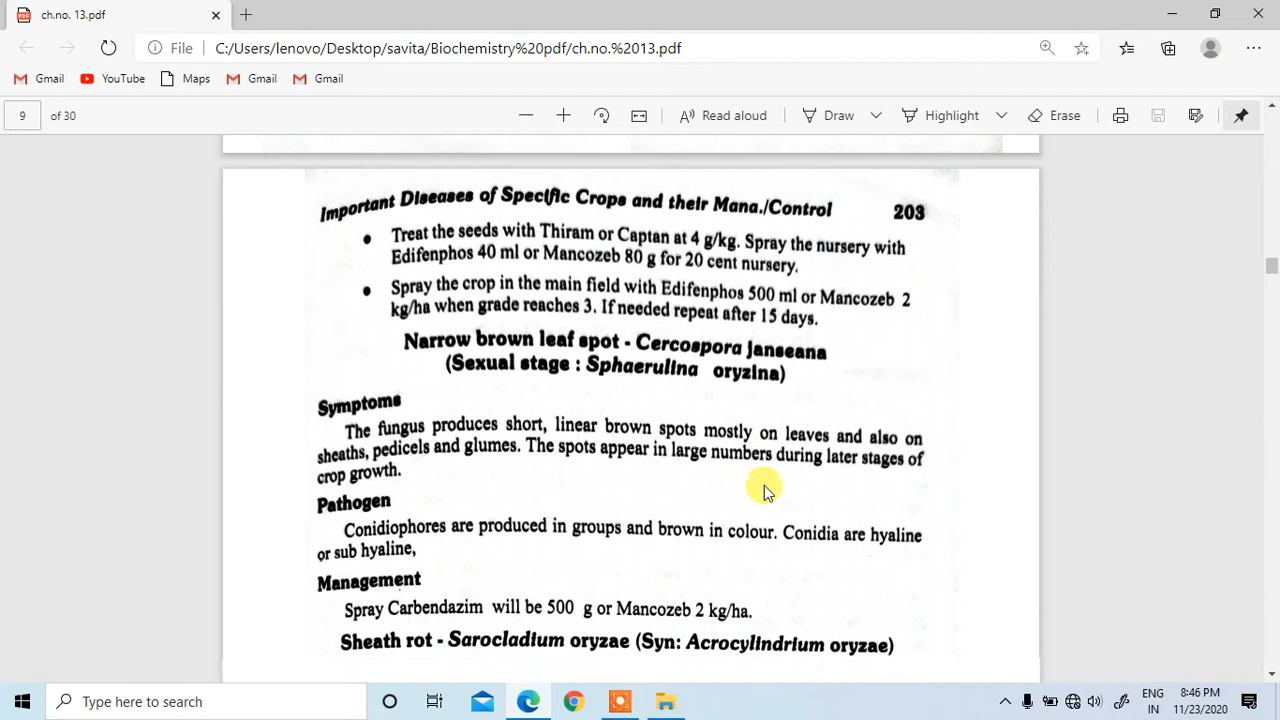 ch.no. 13.pdf
File C:/Users/lenovo/Desktop/savita/Biochemistry%20pdf/ch.no.%2013.pdf
Gmail YouTube Maps Gmail Gmail
9 of 30 Read aloud Draw Highlight Erase
Important Diseases of Specific Crops and their Mana./Control 203
• Treat the seeds with Thiram or Captan at 4 g/kg. Spray the nursery with
Edifenphos 40 ml or Mancozeb 80 g for 20 cent nursery.
• Spray the crop in the main field with Edifenphos 500 ml or Mancozeb 2
kg/ha when grade reaches 3. If needed repeat after 15 days.
Narrow brown leaf spot - Cercospora janseana
(Sexual stage : Sphaerulina oryzina)
Symptoms
The fungus produces short, linear brown spots mostly on leaves and also on
sheaths, pedicels and glumes. The spots appear in large numbers during later stages of
crop growth.
Pathogen
Conidiophores are produced in groups and brown in colour. Conidia are hyaline
or sub hyaline,
Management
Spray Carbendazim will be 500 g or Mancozeb 2 kg/ha.
Sheath rot - Sarocladium oryzae (Syn: Acrocylindrium oryzae)
Type here to search
ENG 8:46 PM
IN 11/23/2020